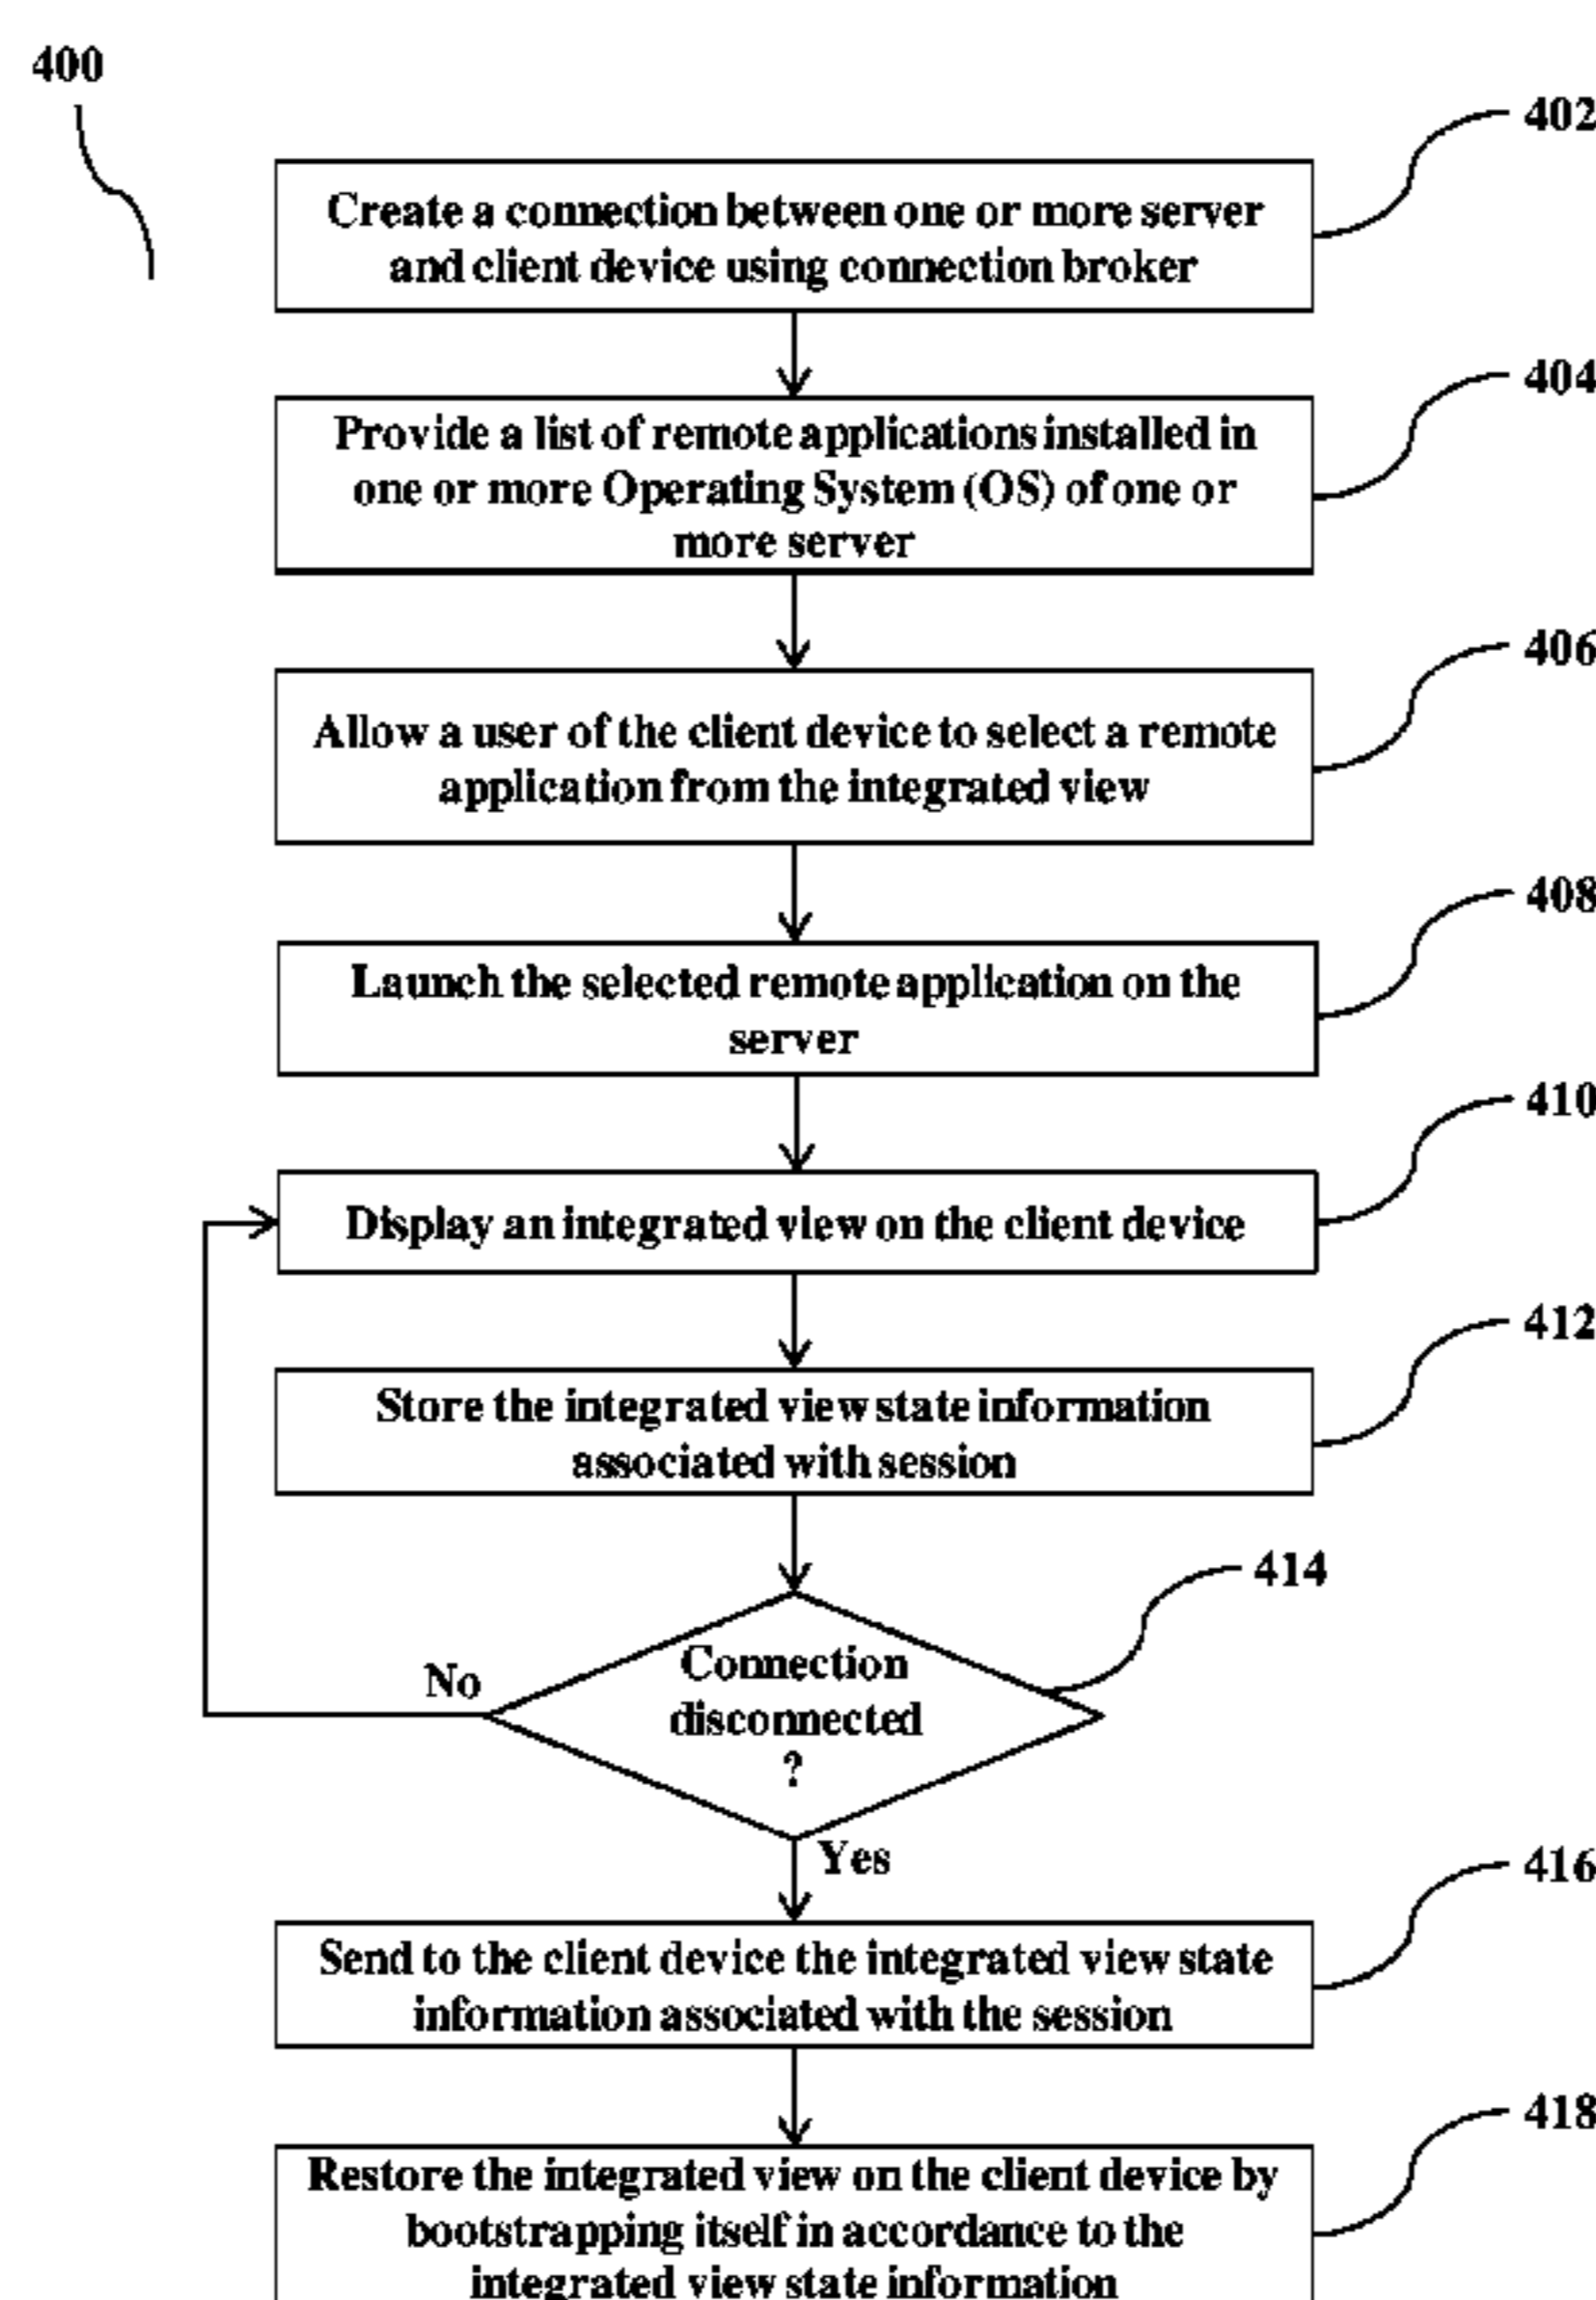 400
402
Create a connection between one or more server
and client device using connection broker
404
Provide a list of remote applications installed in
one or more Operating System (OS) of one or
more server
406
Allow a user of the client device to select a remote
application from the integrated view
408
Launch the selected remote application on the
server
410
Display an integrated view on the client device
412
Store the integrated view state information
associated with session
414
Connection
disconnected
?
No
Yes
416
Send to the client device the integrated view state
information associated with the session
418
Restore the integrated view on the client device by
bootstrapping itself in accordance to the
integrated view state information